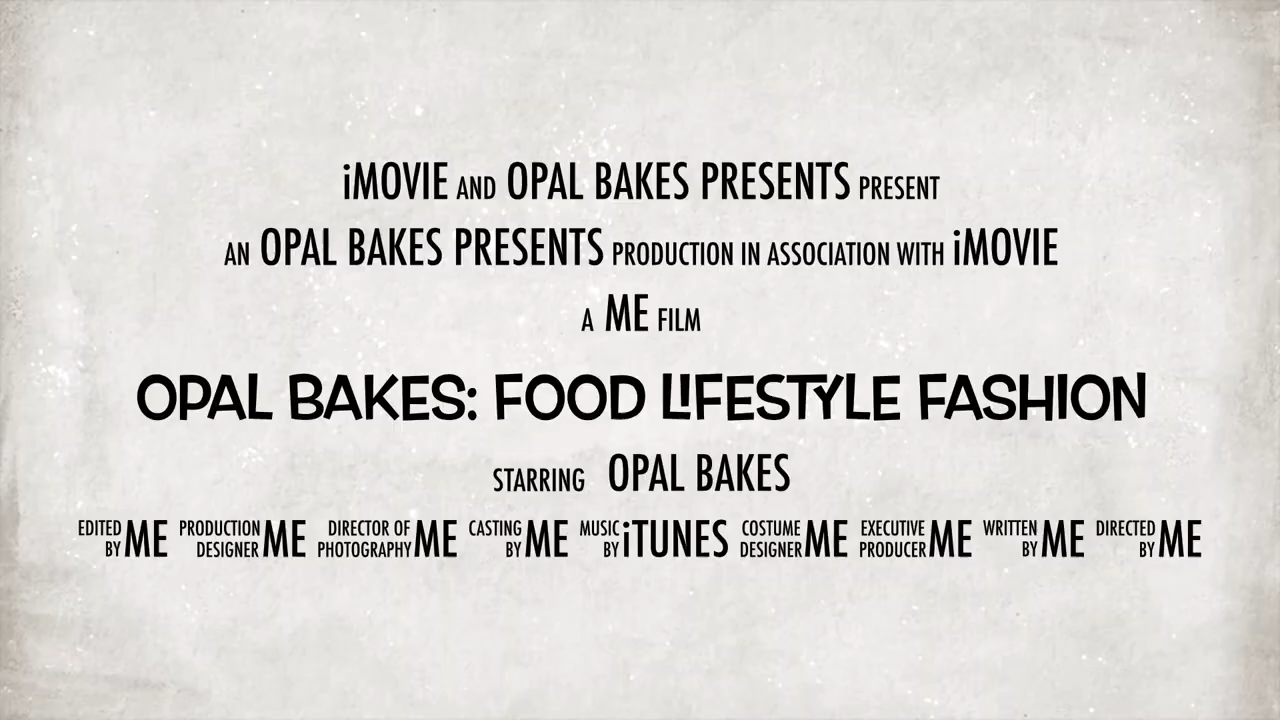 iMOVIE AND OPAL BAKES PRESENTS PRESENT
AN OPAL BAKES PRESENTS PRODUCTION IN ASSOCIATION WITH iMOVIE
A ME FILM
OPAL BAKES: FOOD LIFESTYLE FASHION
STARRING OPAL BAKES
EDITED BY ME PRODUCTION DESIGNER ME DIRECTOR OF PHOTOGRAPHY ME CASTING BY ME MUSIC BY iTUNES COSTUME DESIGNER ME EXECUTIVE PRODUCER ME WRITTEN BY ME DIRECTED BY ME